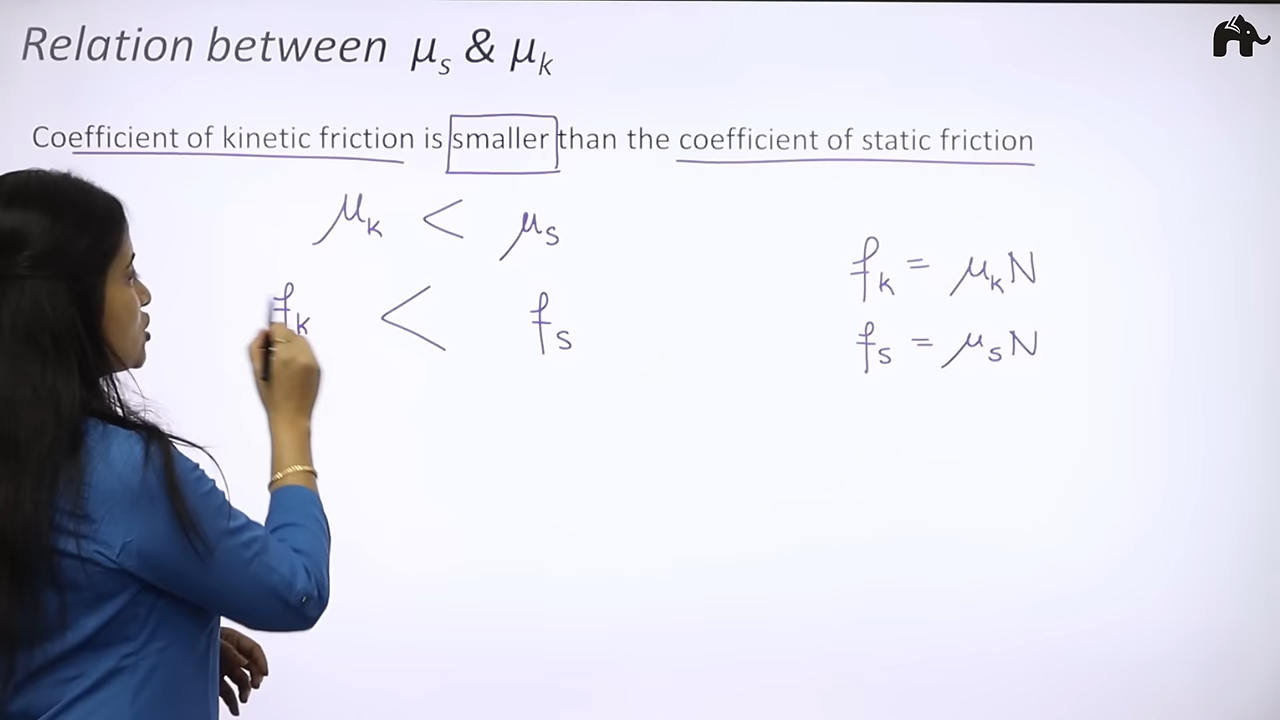 Relation between μs & μk
Coefficient of kinetic friction is smaller than the coefficient of static friction
μk < μs
fk < fs
fk = μkN
fs = μsN